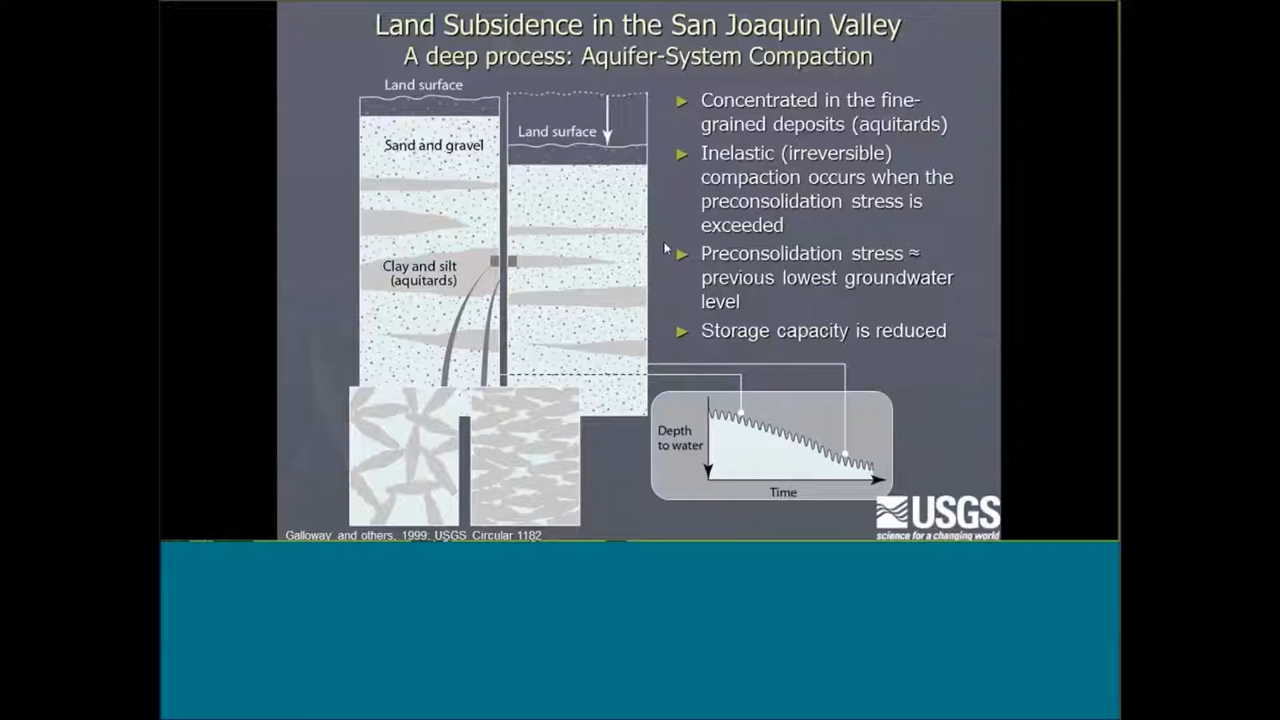 Land Subsidence in the San Joaquin Valley
A deep process: Aquifer-System Compaction
Land surface
Sand and gravel
Clay and silt
(aquitards)
Land surface
► Concentrated in the fine-
grained deposits (aquitards)
► Inelastic (irreversible)
compaction occurs when the
preconsolidation stress is
exceeded
► Preconsolidation stress ≈
previous lowest groundwater
level
► Storage capacity is reduced
Depth
to water
Time
Galloway and others, 1999; USGS Circular 1182
USGS
science for a changing world